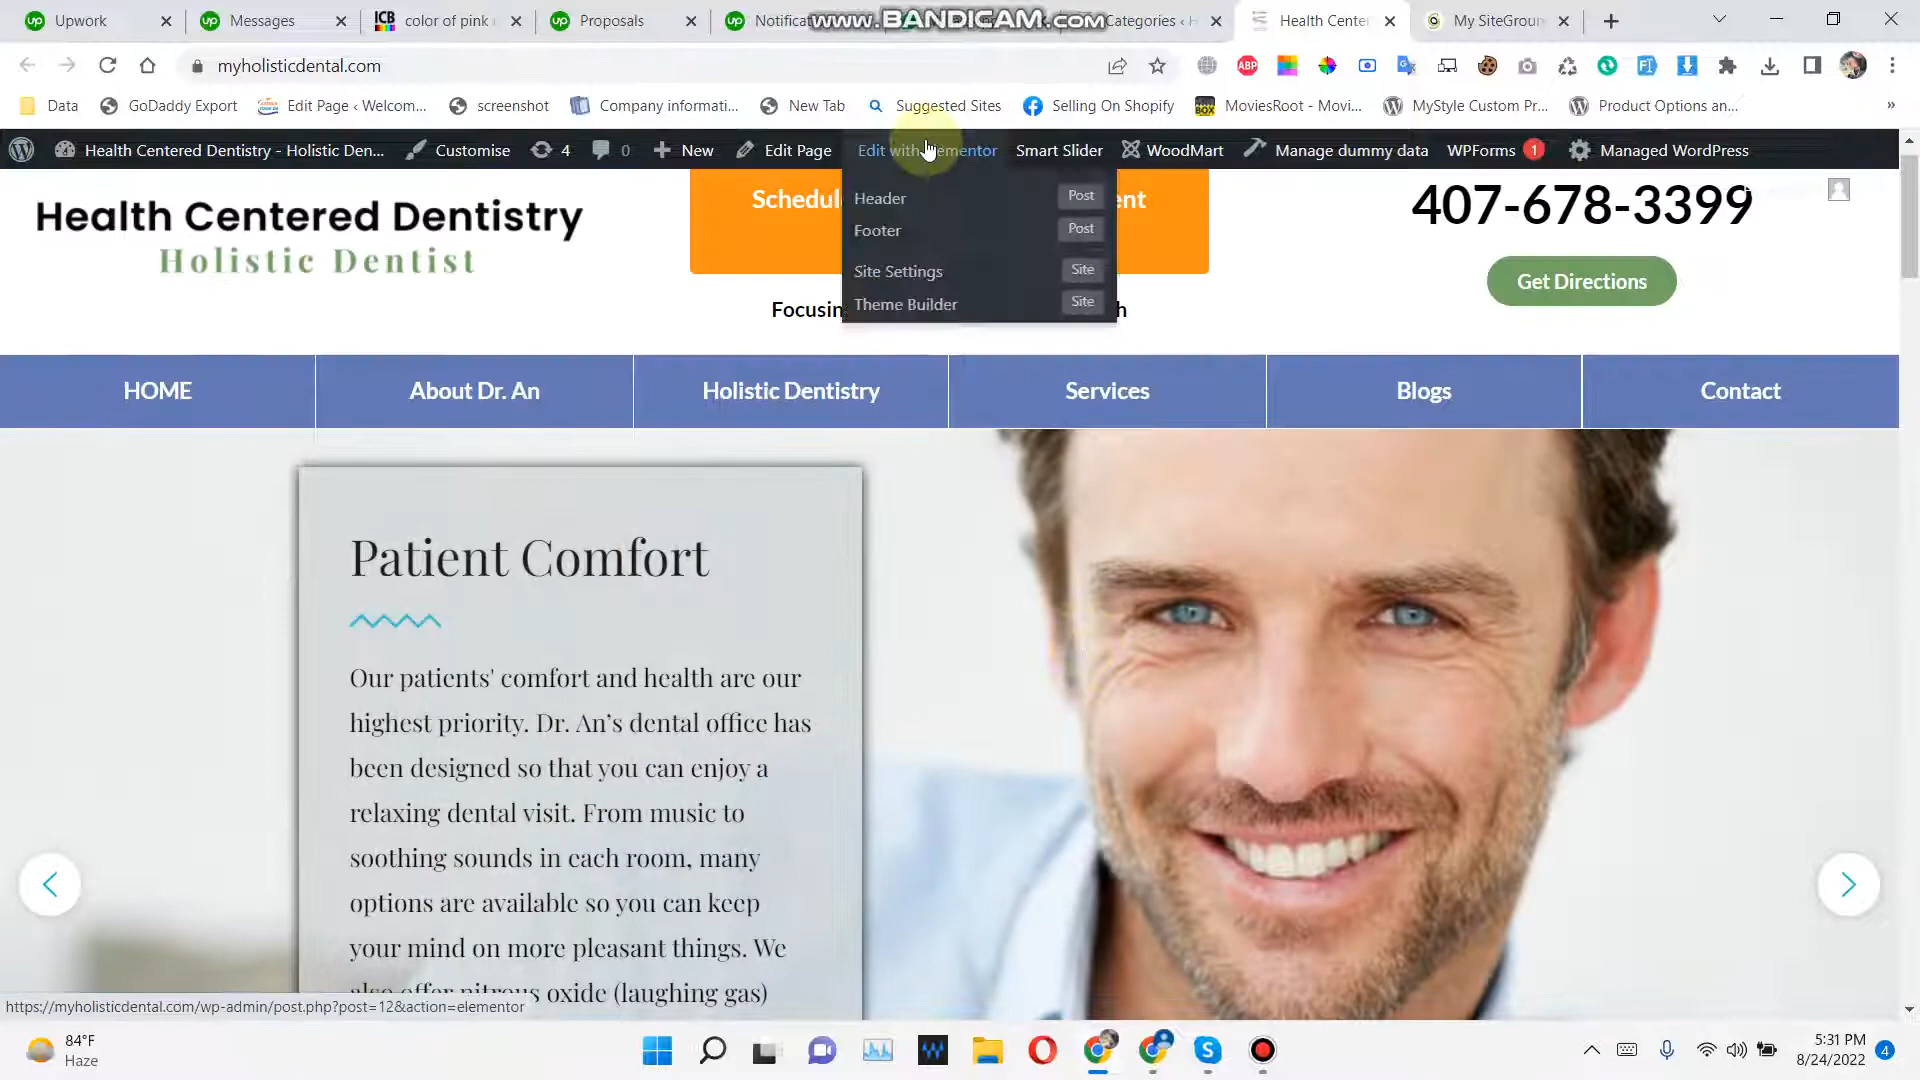 Upwork
Messages
color of pink
Proposals
WWW.BANDICAM.COM
Health Cente
My SiteGroun
myholisticdental.com
ABP
Data
GoDaddy Export
Edit Page ‹ Welcom...
screenshot
Company informati...
New Tab
Suggested Sites
Selling On Shopify
MoviesRoot - Movi...
MyStyle Custom Pr...
Product Options an...
»
Health Centered Dentistry - Holistic Den...
Customise
4
0
New
Edit Page
Edit with Elementor
Smart Slider
WoodMart
Manage dummy data
WPForms 1
Managed WordPress
Header Post
Footer Post
Site Settings Site
Theme Builder Site
Health Centered Dentistry
Holistic Dentist
407-678-3399
Get Directions
HOME
About Dr. An
Holistic Dentistry
Services
Blogs
Contact
Patient Comfort
Our patients' comfort and health are our
highest priority. Dr. An's dental office has
been designed so that you can enjoy a
relaxing dental visit. From music to
soothing sounds in each room, many
options are available so you can keep
your mind on more pleasant things. We
also offer nitrous oxide (laughing gas)
https://myholisticdental.com/wp-admin/post.php?post=12&action=elementor
84°F
Haze
5:31 PM
8/24/2022
4